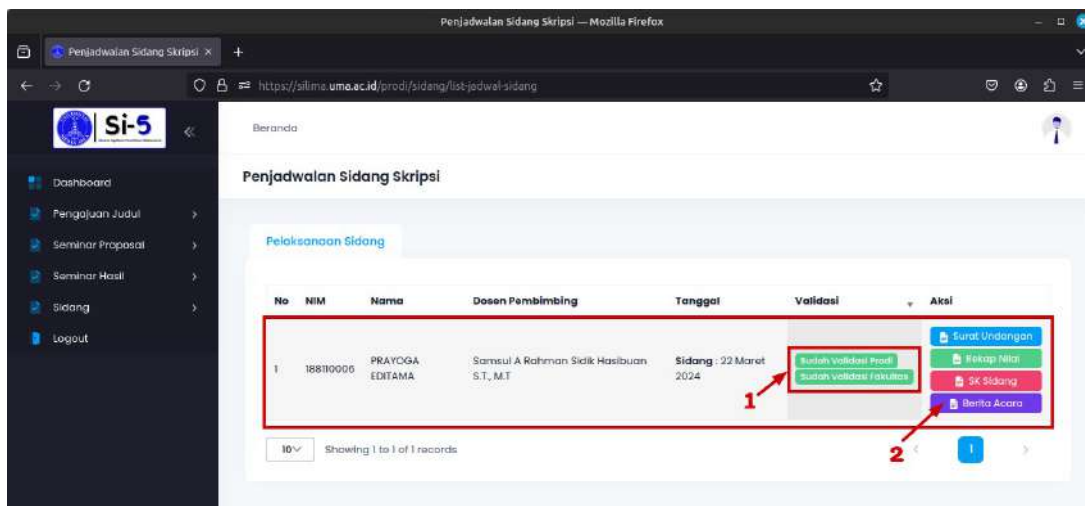 Penjadwalan Sidang Skripsi — Mozilla Firefox
Penjadwalan Sidang Skripsi
https://silima.uma.ac.id/prodi/sidang/list-jadwal-sidang
Si-5
Beranda
Penjadwalan Sidang Skripsi
Dashboard
Pengajuan Judul
Seminar Proposal
Seminar Hasil
Sidang
Logout
Pelaksanaan Sidang
No NIM Nama Dosen Pembimbing Tanggal Validasi Aksi
1 188110006 PRAYOGA EDITAMA Samsul A Rahman Sidik Hasibuan S.T., M.T Sidang : 22 Maret 2024
Sudah Validasi Prodi
Sudah Validasi Fakultas
Surat Undangan
Rekap Nilai
SK Sidang
Berita Acara
1
2
10 Showing 1 to 1 of 1 records
1